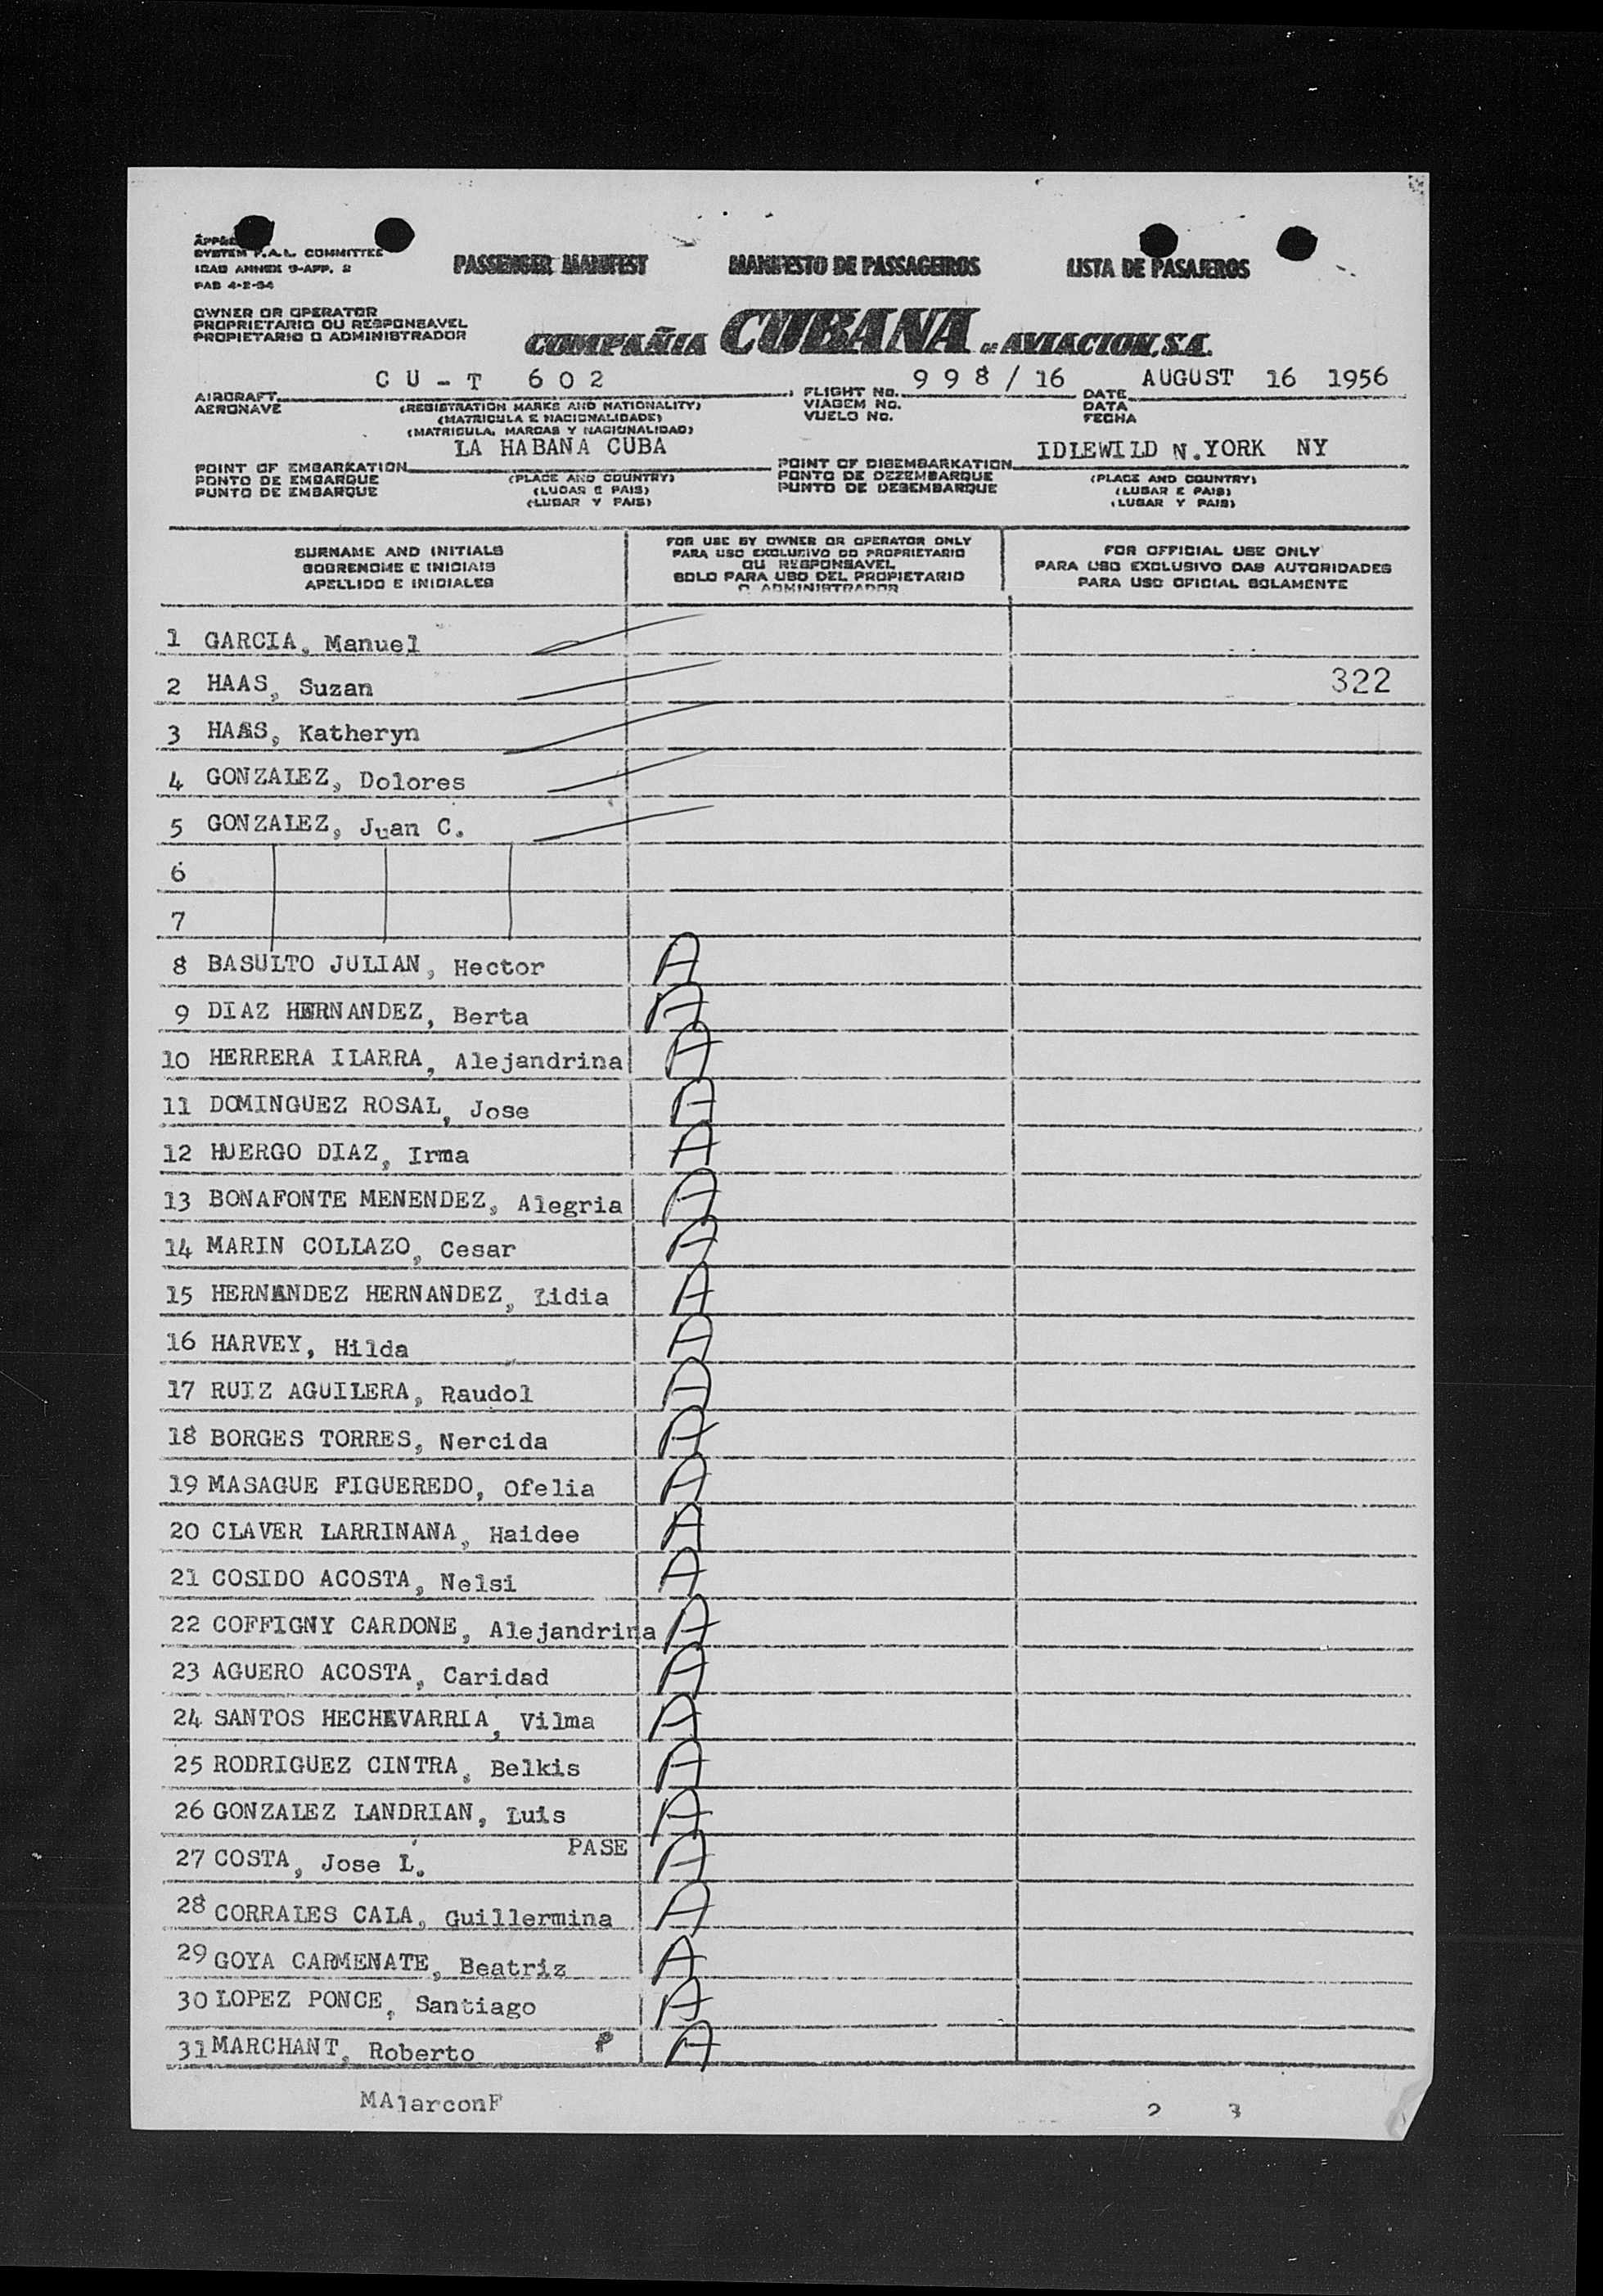 SYSTEM P.A.L. COMMITTEE
ICAO ANNEX 9-APP. 2
PAB 4-2-54
PASSENGER MANIFEST MANIFESTO DE PASSAGEIROS LISTA DE PASAJEROS
OWNER OR OPERATOR
PROPRIETARIO OU RESPONSAVEL
PROPIETARIO O ADMINISTRADOR
COMPAÑIA CUBANA DE AVIACION, S.A.
CU-T 602 998/16 AUGUST 16 1956
AIRCRAFT FLIGHT No. DATE
AERONAVE VIAGEM No. DATA
VUELO No. FECHA
(REGISTRATION MARKS AND NATIONALITY)
(MATRICULA E NACIONALIDADE)
(MATRICULA, MARCAS Y NACIONALIDAD)
LA HABANA CUBA IDLEWILD N.YORK NY
POINT OF EMBARKATION POINT OF DISEMBARKATION
PONTO DE EMBARQUE PONTO DE DEZEMBARQUE
PUNTO DE EMBARQUE PUNTO DE DESEMBARQUE
(PLACE AND COUNTRY) (PLACE AND COUNTRY)
(LUGAR E PAIS) (LUGAR E PAIS)
(LUGAR Y PAIS) (LUGAR Y PAIS)
SURNAME AND INITIALS
SOBRENOME E INICIAIS
APELLIDO E INICIALES
FOR USE BY OWNER OR OPERATOR ONLY
PARA USO EXCLUSIVO DO PROPRIETARIO
OU RESPONSAVEL
SOLO PARA USO DEL PROPIETARIO
O ADMINISTRADOR
FOR OFFICIAL USE ONLY
PARA USO EXCLUSIVO DAS AUTORIDADES
PARA USO OFICIAL SOLAMENTE
1 GARCIA, Manuel
2 HAAS, Suzan 322
3 HAAS, Katheryn
4 GONZALEZ, Dolores
5 GONZALEZ, Juan C.
6
7
8 BASULTO JULIAN, Hector A
9 DIAZ HERNANDEZ, Berta A
10 HERRERA ILARRA, Alejandrina A
11 DOMINGUEZ ROSAL, Jose A
12 HUERGO DIAZ, Irma A
13 BONAFONTE MENENDEZ, Alegria A
14 MARIN COLLAZO, Cesar A
15 HERNANDEZ HERNANDEZ, Lidia A
16 HARVEY, Hilda A
17 RUIZ AGUILERA, Raudol A
18 BORGES TORRES, Nercida A
19 MASAGUE FIGUEREDO, Ofelia A
20 CLAVER LARRINANA, Haidee A
21 COSIDO ACOSTA, Nelsi A
22 COFFIGNY CARDONE, Alejandrina A
23 AGUERO ACOSTA, Caridad A
24 SANTOS HECHEVARRIA, Vilma A
25 RODRIGUEZ CINTRA, Belkis A
26 GONZALEZ LANDRIAN, Luis A
27 COSTA, Jose L. PASE A
28 CORRALES CALA, Guillermina A
29 GOYA CARMENATE, Beatriz A
30 LOPEZ PONCE, Santiago A
31 MARCHANT, Roberto P A
MAlarconF 2 3